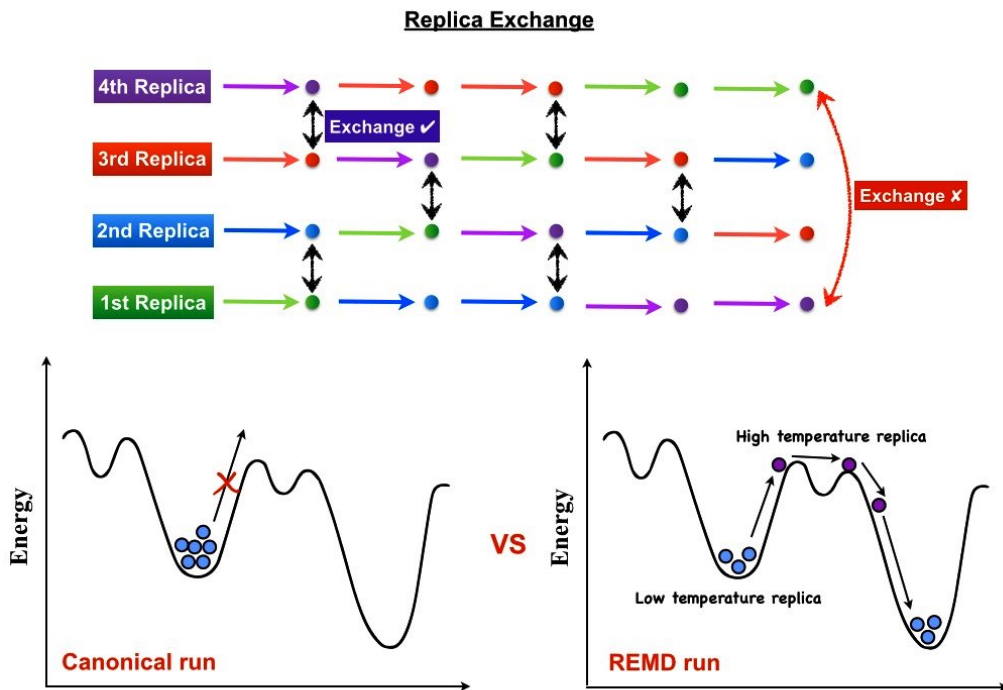 Replica Exchange
4th Replica
Exchange ✓
3rd Replica
Exchange ✘
2nd Replica
1st Replica
Energy
Canonical run
VS
Energy
High temperature replica
Low temperature replica
REMD run